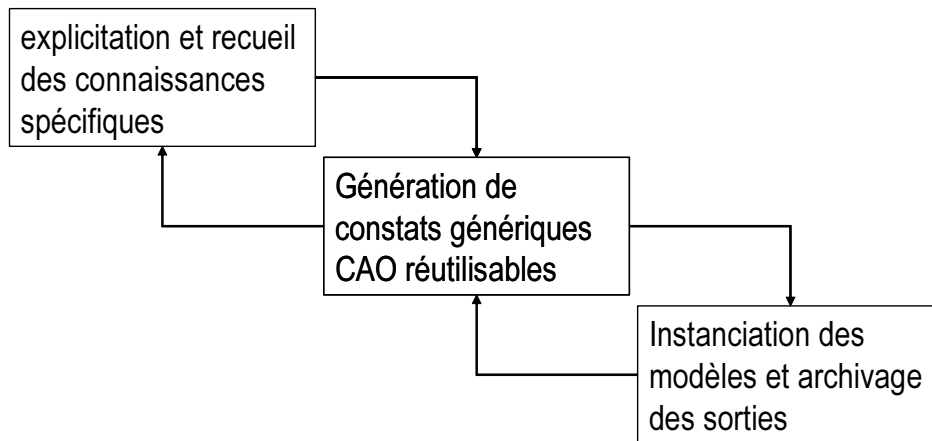 explicitation et recueil
des connaissances
spécifiques
Génération de
constats génériques
CAO réutilisables
Instanciation des
modèles et archivage
des sorties